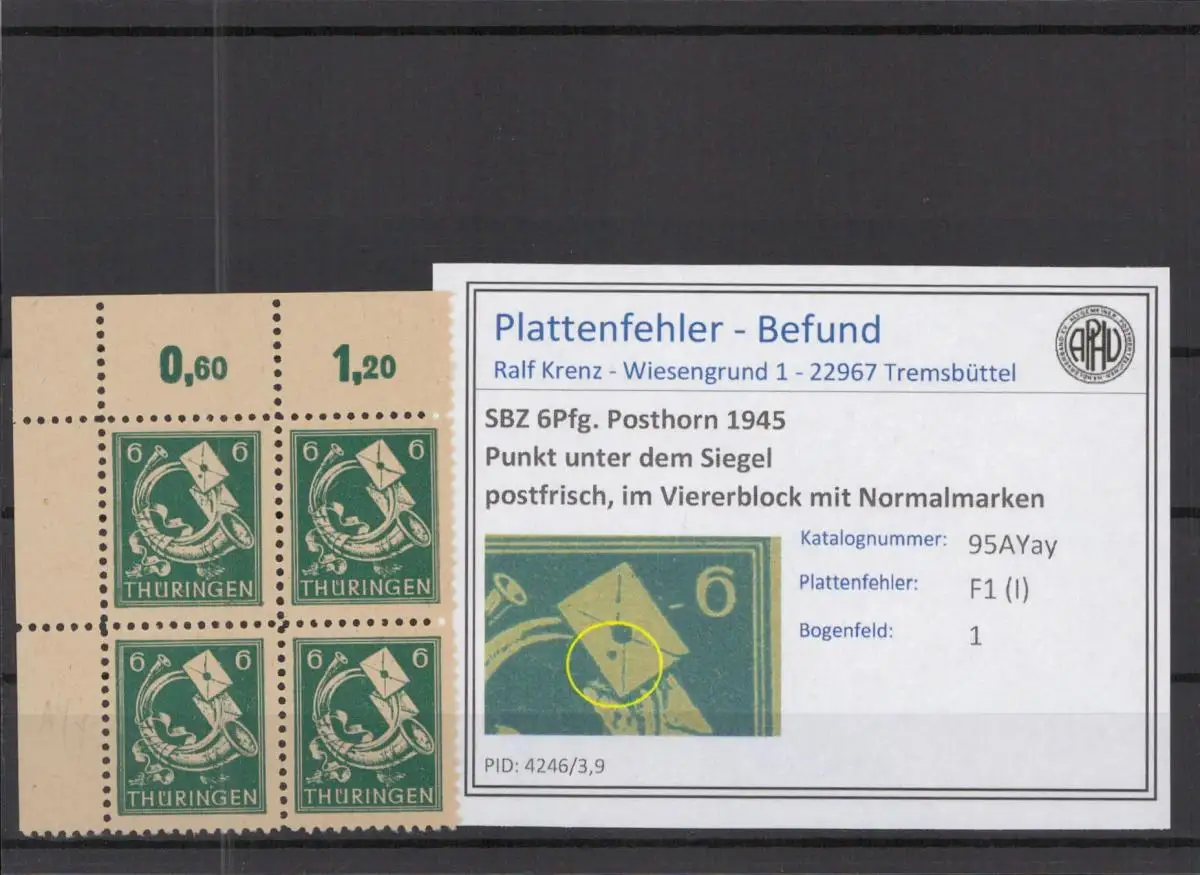 0,60 1,20
6 6 6 6
THÜRINGEN THÜRINGEN
6 6 6 6
THÜRINGEN THÜRINGEN
Plattenfehler - Befund
Ralf Krenz - Wiesengrund 1 - 22967 Tremsbüttel
APHV
SBZ 6Pfg. Posthorn 1945
Punkt unter dem Siegel
postfrisch, im Viererblock mit Normalmarken
6
Katalognummer: 95AYay
Plattenfehler: F1 (I)
Bogenfeld: 1
PID: 4246/3,9